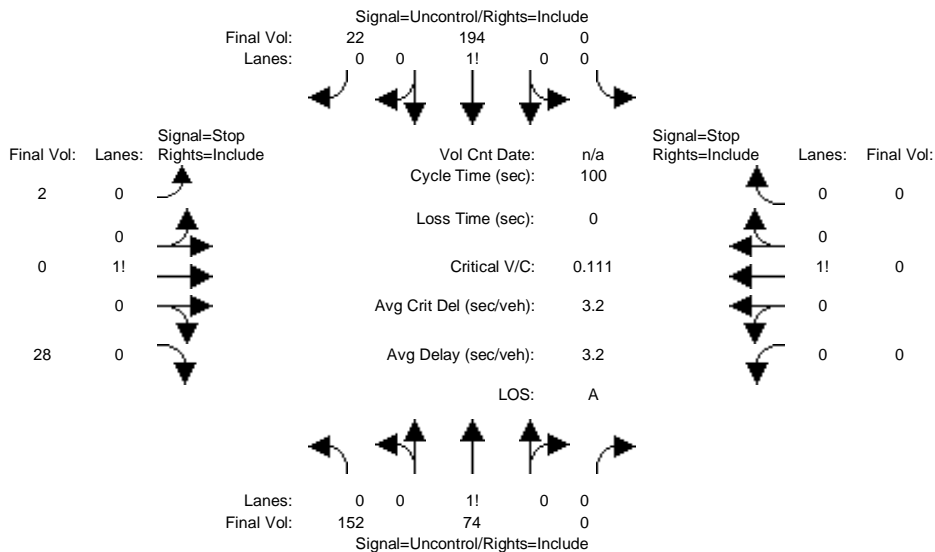 Signal=Uncontrol/Rights=Include
Final Vol: 22 194 0
Lanes: 0 0 1! 0 0
Signal=Stop Signal=Stop
Final Vol: Lanes: Rights=Include Vol Cnt Date: n/a Rights=Include Lanes: Final Vol:
Cycle Time (sec): 100
2 0 0 0
Loss Time (sec): 0
0 0
0 1! Critical V/C: 0.111 1! 0
0 Avg Crit Del (sec/veh): 3.2 0
28 0 Avg Delay (sec/veh): 3.2 0 0
LOS: A
Lanes: 0 0 1! 0 0
Final Vol: 152 74 0
Signal=Uncontrol/Rights=Include